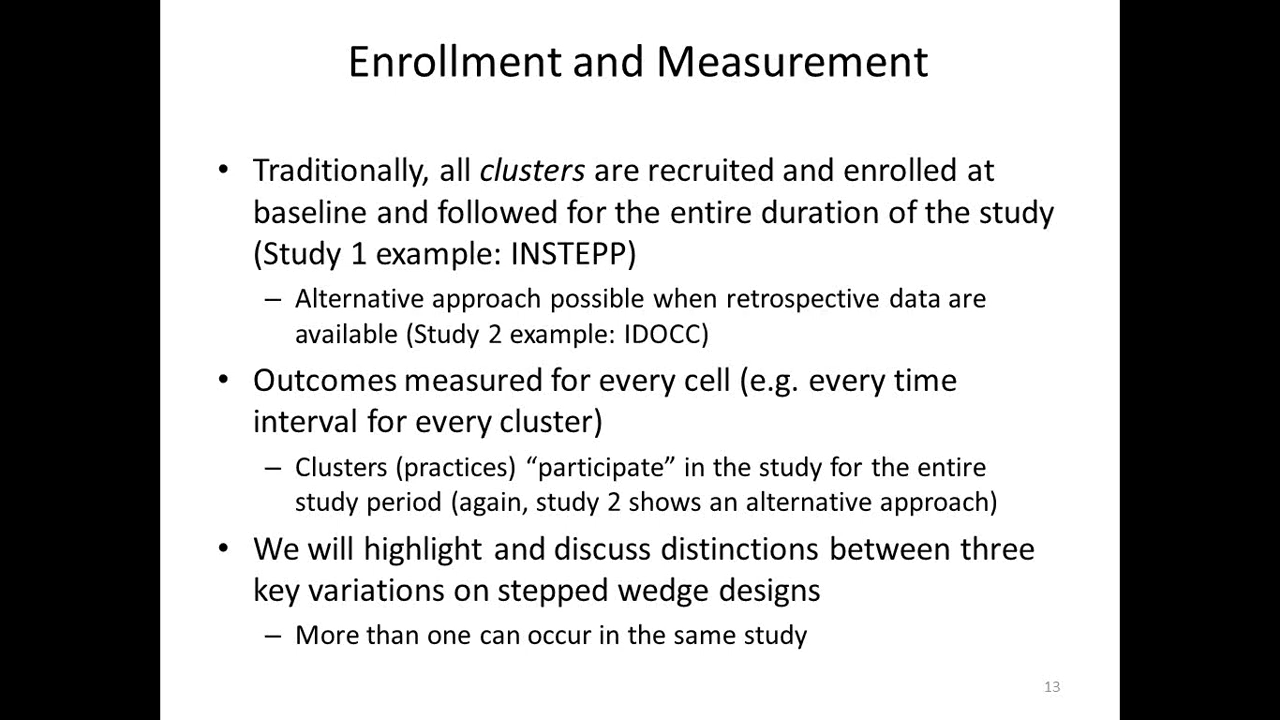 Enrollment and Measurement
• Traditionally, all clusters are recruited and enrolled at
baseline and followed for the entire duration of the study
(Study 1 example: INSTEPP)
– Alternative approach possible when retrospective data are
available (Study 2 example: IDOCC)
• Outcomes measured for every cell (e.g. every time
interval for every cluster)
– Clusters (practices) “participate” in the study for the entire
study period (again, study 2 shows an alternative approach)
• We will highlight and discuss distinctions between three
key variations on stepped wedge designs
– More than one can occur in the same study
13